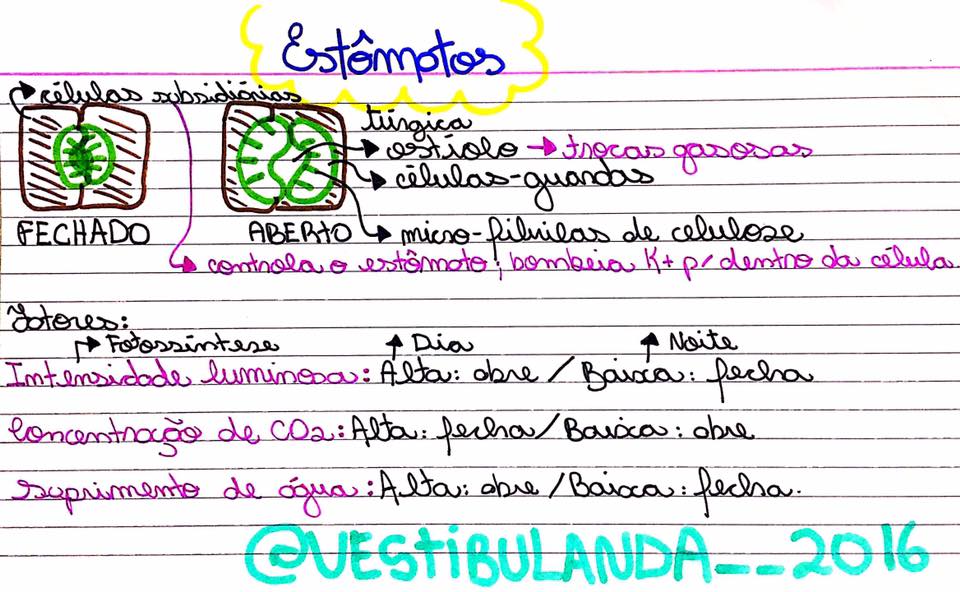 Estômatos
células subsidiárias
túrgica
ostíolo → trocas gasosas
células-guardas
FECHADO
ABERTO
micro-fibrilas de celulose
controla o estômato; bombeia K+ p/ dentro da célula
Fatores:
Fotossíntese Dia Noite
Intensidade luminosa: Alta: abre / Baixa: fecha
Concentração de CO2: Alta: fecha / Baixa: abre
suprimento de água: Alta: abre / Baixa: fecha.
@VESTiBULANDA__2016